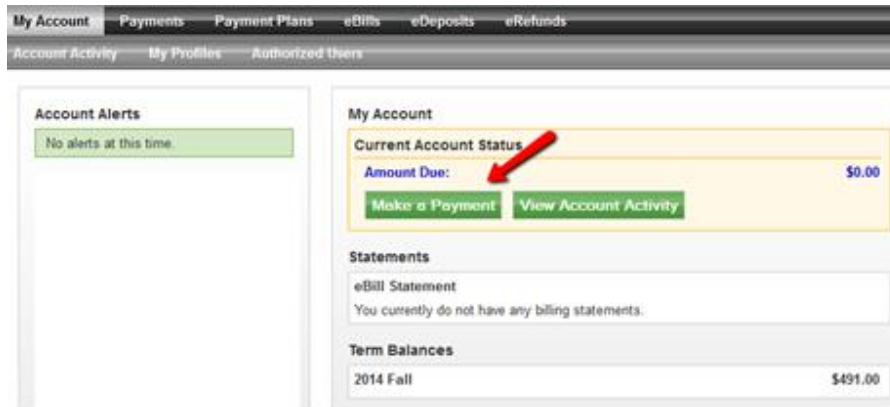 My Account Payments Payment Plans eBills eDeposits eRefunds
Account Activity My Profiles Authorized Users
Account Alerts
No alerts at this time.
My Account
Current Account Status
Amount Due: $0.00
Make a Payment View Account Activity
Statements
eBill Statement
You currently do not have any billing statements.
Term Balances
2014 Fall $491.00